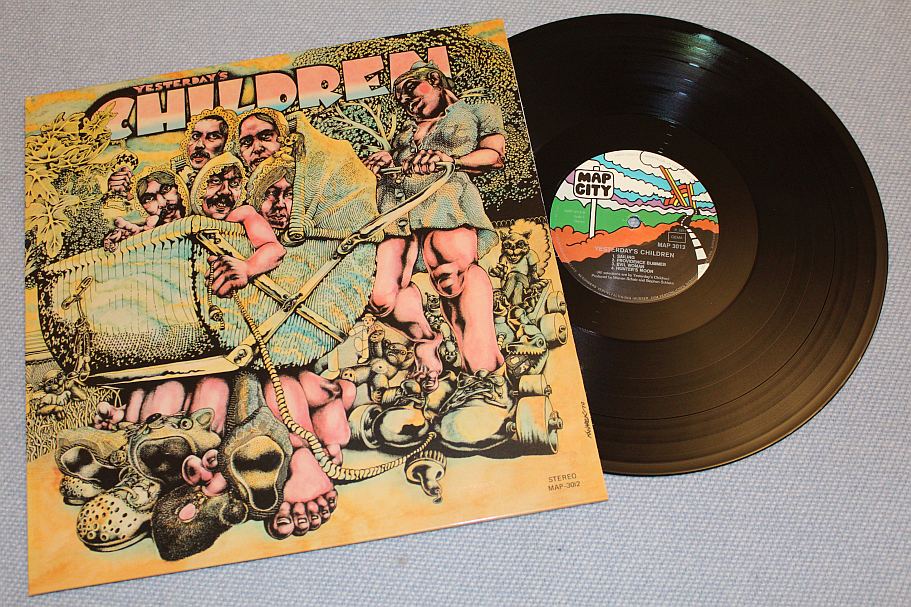 YESTERDAY'S
CHILDREN
STEREO
MAP-3012
MAP
CITY
MAP 3012
YESTERDAY'S CHILDREN
1. SAILING
2. PROVIDENCE BUMMER
3. EVIL WOMAN
4. HUNTER'S MOON